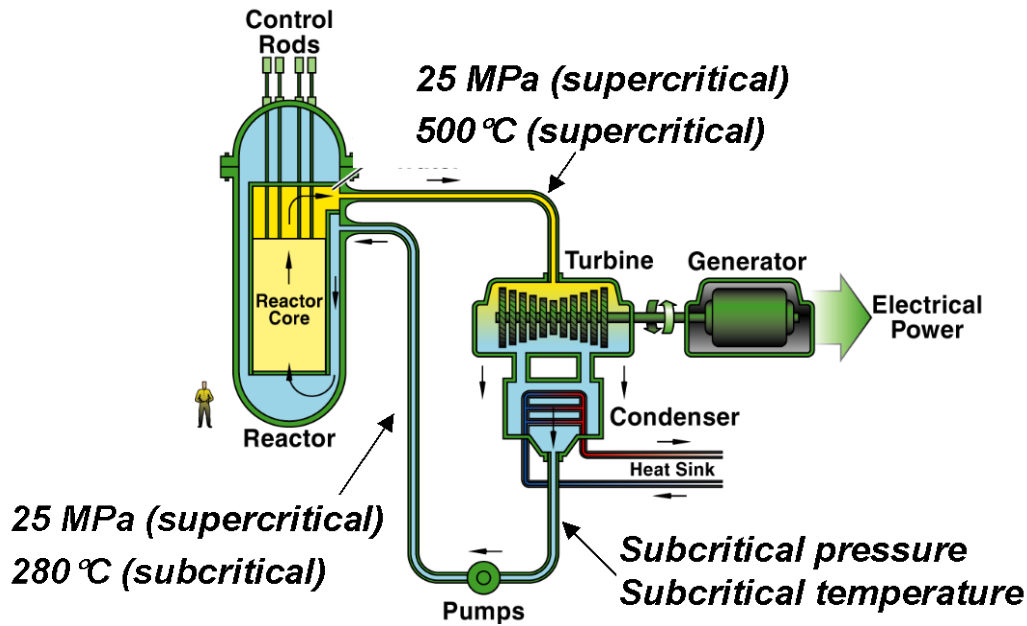 Control
Rods
25 MPa (supercritical)
500°C (supercritical)
Turbine
Generator
Electrical
Power
Reactor
Core
Condenser
Reactor
Heat Sink
25 MPa (supercritical)
280°C (subcritical)
Subcritical pressure
Subcritical temperature
Pumps